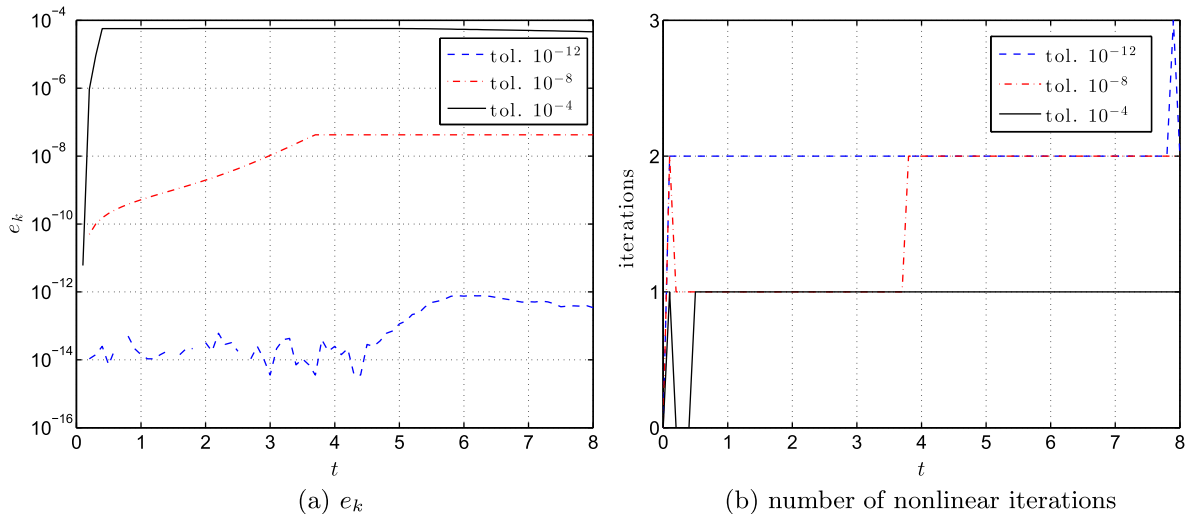 10⁻⁴
10⁻⁶
10⁻⁸
10⁻¹⁰
10⁻¹²
10⁻¹⁴
10⁻¹⁶
e_k
0 1 2 3 4 5 6 7 8
t
tol. 10⁻¹²
tol. 10⁻⁸
tol. 10⁻⁴
(a) e_k
3
2
1
0
iterations
0 1 2 3 4 5 6 7 8
t
tol. 10⁻¹²
tol. 10⁻⁸
tol. 10⁻⁴
(b) number of nonlinear iterations